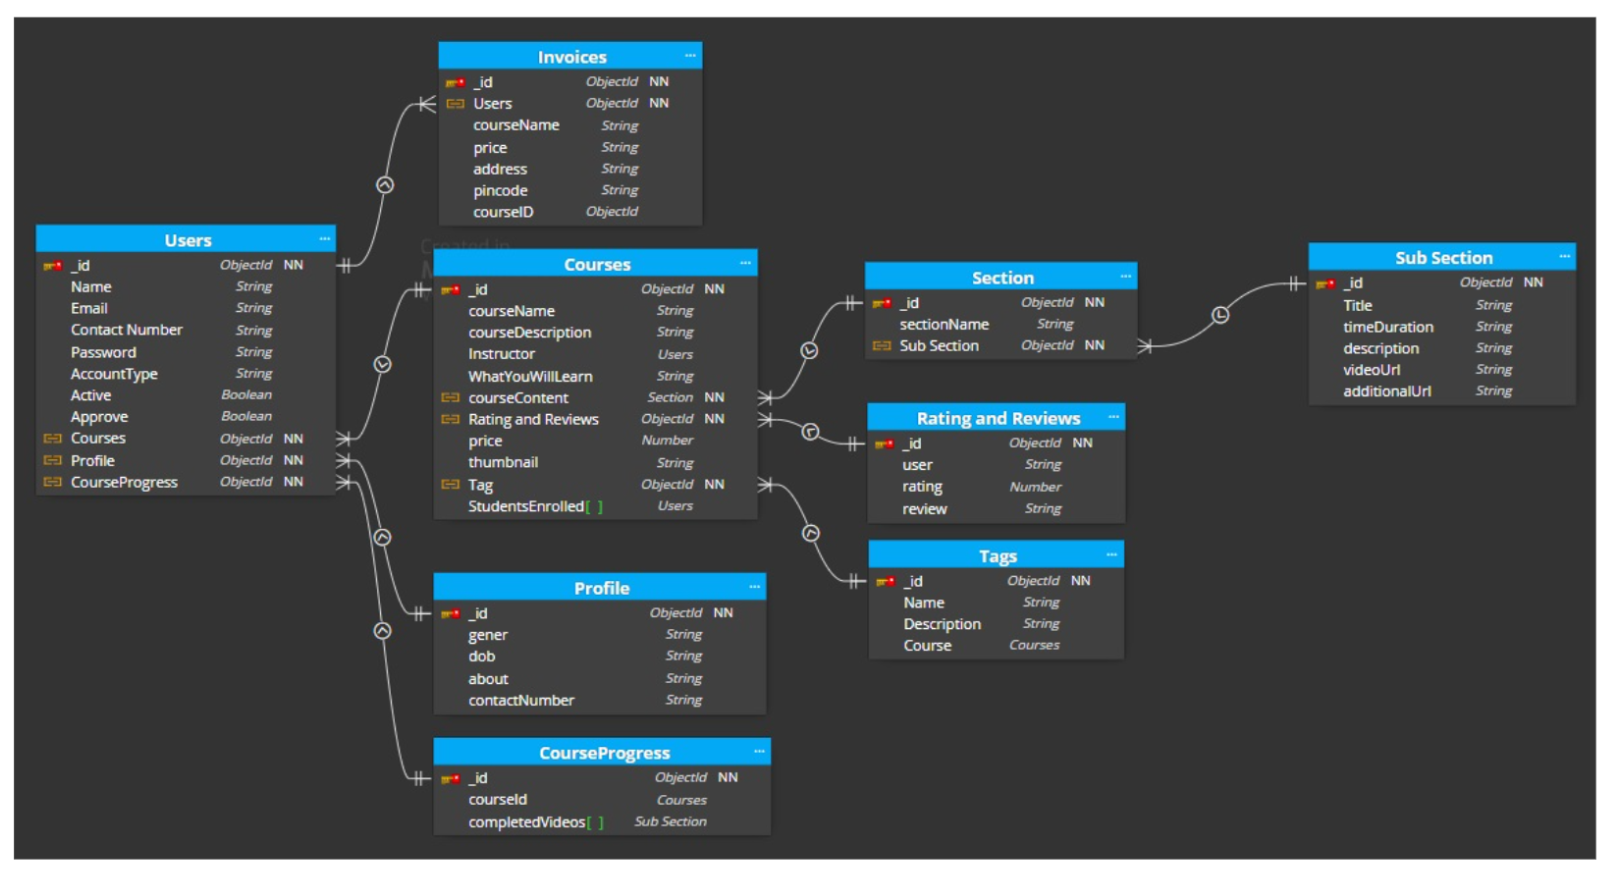 Invoices ...
_id ObjectId NN
Users ObjectId NN
courseName String
price String
address String
pincode String
courseID ObjectId
Users ...
_id ObjectId NN
Name String
Email String
Contact Number String
Password String
AccountType String
Active Boolean
Approve Boolean
Courses ObjectId NN
Profile ObjectId NN
CourseProgress ObjectId NN
Created in
Courses ...
_id ObjectId NN
courseName String
courseDescription String
Instructor Users
WhatYouWillLearn String
courseContent Section NN
Rating and Reviews ObjectId NN
price Number
thumbnail String
Tag ObjectId NN
StudentsEnrolled[ ] Users
Section ...
_id ObjectId NN
sectionName String
Sub Section ObjectId NN
Sub Section ...
_id ObjectId NN
Title String
timeDuration String
description String
videoUrl String
additionalUrl String
Rating and Reviews ...
_id ObjectId NN
user String
rating Number
review String
Tags ...
_id ObjectId NN
Name String
Description String
Course Courses
Profile ...
_id ObjectId NN
gener String
dob String
about String
contactNumber String
CourseProgress ...
_id ObjectId NN
courseId Courses
completedVideos[ ] Sub Section